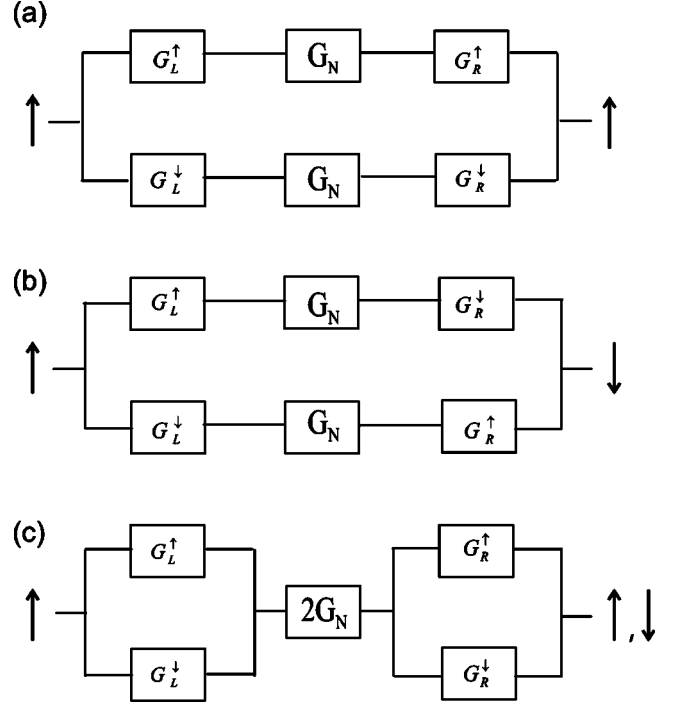 (a)
G_L^↑ G_N G_R^↑
↑ ↑
G_L^↓ G_N G_R^↓
(b)
G_L^↑ G_N G_R^↓
↑ ↓
G_L^↓ G_N G_R^↑
(c)
G_L^↑ G_R^↑
↑ 2G_N ↑,↓
G_L^↓ G_R^↓